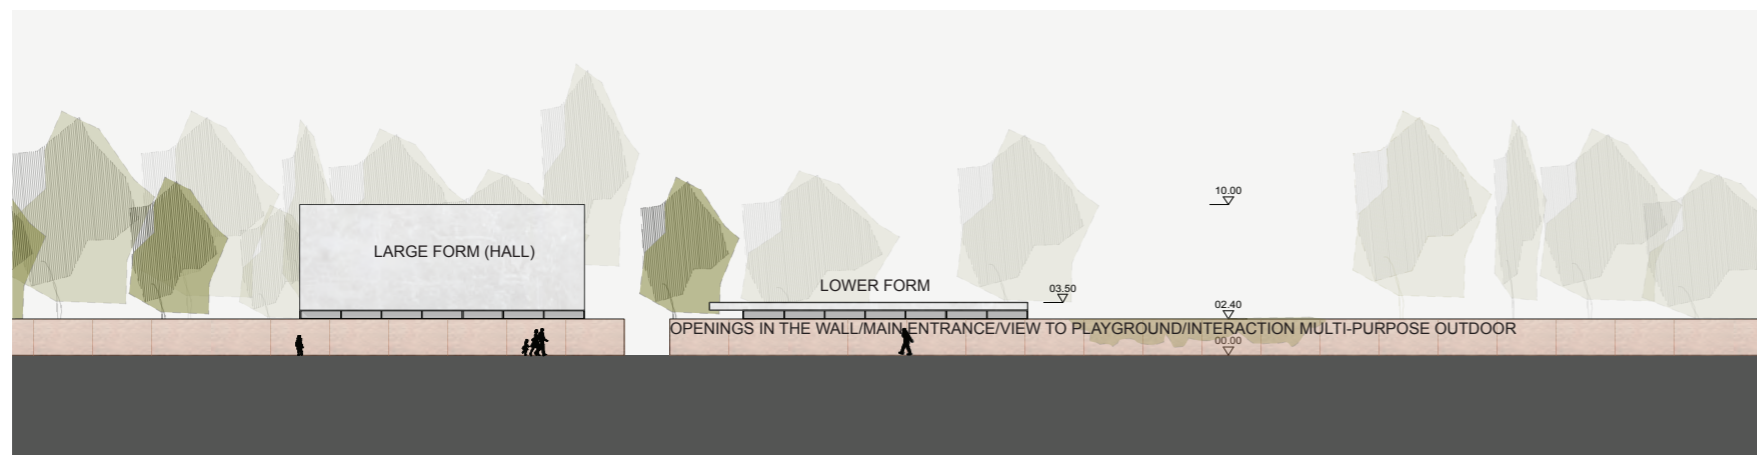 10.00
LARGE FORM (HALL)
LOWER FORM
03.50
02.40
OPENINGS IN THE WALL/MAIN ENTRANCE/VIEW TO PLAYGROUND/INTERACTION MULTI-PURPOSE OUTDOOR
00.00